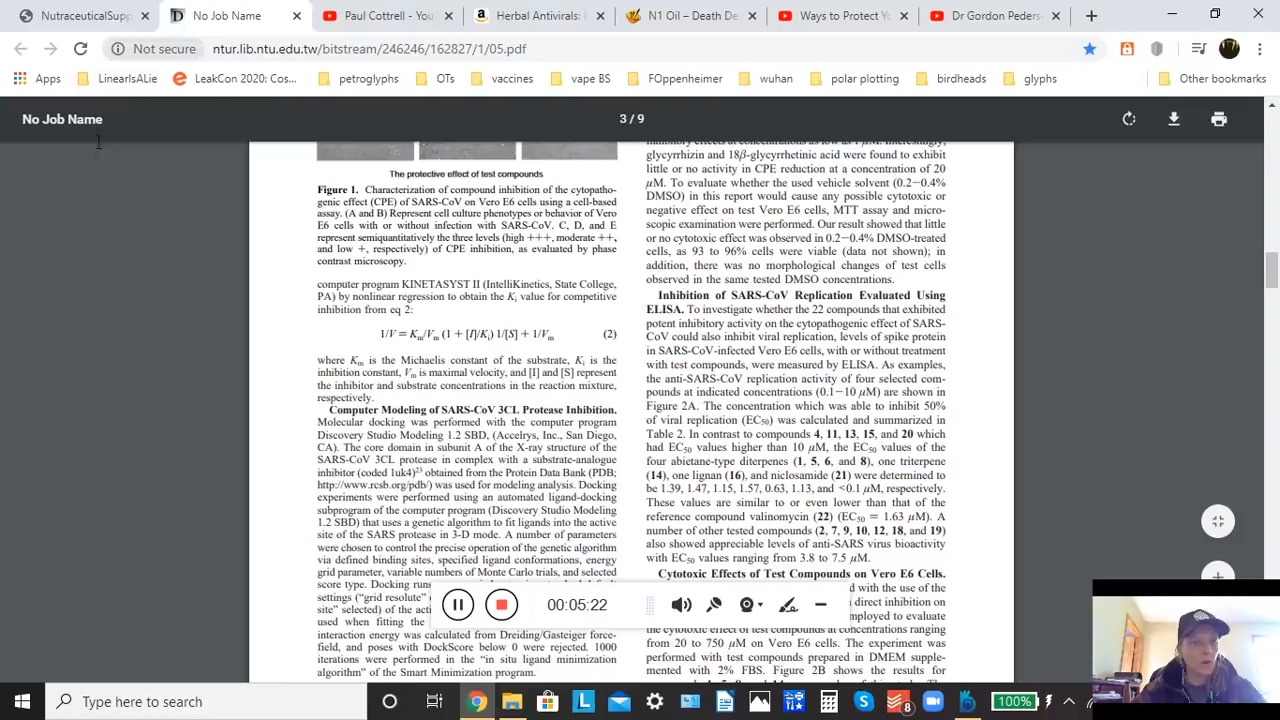 NutraceuticalSupp
No Job Name
Paul Cottrell - You
Herbal Antivirals: N
N1 Oil – Death De
Ways to Protect Yo
Dr Gordon Peders
Not secure
ntur.lib.ntu.edu.tw/bitstream/246246/162827/1/05.pdf
Apps
LinearIsALie
LeakCon 2020: Cos...
petroglyphs
OTs
vaccines
vape BS
FOppenheimer
wuhan
polar plotting
birdheads
glyphs
Other bookmarks
No Job Name
3 / 9
The protective effect of test compounds
Figure 1. Characterization of compound inhibition of the cytopatho-
genic effect (CPE) of SARS-CoV on Vero E6 cells using a cell-based
assay. (A and B) Represent cell culture phenotypes or behavior of Vero
E6 cells with or without infection with SARS-CoV. C, D, and E
represent semiquantitatively the three levels (high +++, moderate ++,
and low +, respectively) of CPE inhibition, as evaluated by phase
contrast microscopy.
computer program KINETASYST II (IntelliKinetics, State College,
PA) by nonlinear regression to obtain the Ki value for competitive
inhibition from eq 2:
1/V = Km/Vm (1 + [I]/Ki) 1/[S] + 1/Vm (2)
where Km is the Michaelis constant of the substrate, Ki is the
inhibition constant, Vm is maximal velocity, and [I] and [S] represent
the inhibitor and substrate concentrations in the reaction mixture,
respectively.
Computer Modeling of SARS-CoV 3CL Protease Inhibition.
Molecular docking was performed with the computer program
Discovery Studio Modeling 1.2 SBD, (Accelrys, Inc., San Diego,
CA). The core domain in subunit A of the X-ray structure of the
SARS-CoV 3CL protease in complex with a substrate-analogue
inhibitor (coded 1uk4)23 obtained from the Protein Data Bank (PDB;
http://www.rcsb.org/pdb/) was used for modeling analysis. Docking
experiments were performed using an automated ligand-docking
subprogram of the computer program (Discovery Studio Modeling
1.2 SBD) that uses a genetic algorithm to fit ligands into the active
site of the SARS protease in 3-D mode. A number of parameters
were chosen to control the precise operation of the genetic algorithm
via defined binding sites, specified ligand conformations, energy
grid parameter, variable numbers of Monte Carlo trials, and selected
score type. Docking runs
settings ("grid resolute"
site" selected) of the acti
used when fitting the
interaction energy was calculated from Dreiding/Gasteiger force-
field, and poses with DockScore below 0 were rejected. 1000
iterations were performed in the "in situ ligand minimization
algorithm" of the Smart Minimization program.
inhibitory effects at concentrations as low as 1 μM. Interestingly,
glycyrrhizin and 18β-glycyrrhetinic acid were found to exhibit
little or no activity in CPE reduction at a concentration of 20
μM. To evaluate whether the used vehicle solvent (0.2−0.4%
DMSO) in this report would cause any possible cytotoxic or
negative effect on test Vero E6 cells, MTT assay and micro-
scopic examination were performed. Our result showed that little
or no cytotoxic effect was observed in 0.2−0.4% DMSO-treated
cells, as 93 to 96% cells were viable (data not shown); in
addition, there was no morphological changes of test cells
observed in the same tested DMSO concentrations.
Inhibition of SARS-CoV Replication Evaluated Using
ELISA. To investigate whether the 22 compounds that exhibited
potent inhibitory activity on the cytopathogenic effect of SARS-
CoV could also inhibit viral replication, levels of spike protein
in SARS-CoV-infected Vero E6 cells, with or without treatment
with test compounds, were measured by ELISA. As examples,
the anti-SARS-CoV replication activity of four selected com-
pounds at indicated concentrations (0.1−10 μM) are shown in
Figure 2A. The concentration which was able to inhibit 50%
of viral replication (EC50) was calculated and summarized in
Table 2. In contrast to compounds 4, 11, 13, 15, and 20 which
had EC50 values higher than 10 μM, the EC50 values of the
four abietane-type diterpenes (1, 5, 6, and 8), one triterpene
(14), one lignan (16), and niclosamide (21) were determined to
be 1.39, 1.47, 1.15, 1.57, 0.63, 1.13, and <0.1 μM, respectively.
These values are similar to or even lower than that of the
reference compound valinomycin (22) (EC50 = 1.63 μM). A
number of other tested compounds (2, 7, 9, 10, 12, 18, and 19)
also showed appreciable levels of anti-SARS virus bioactivity
with EC50 values ranging from 3.8 to 7.5 μM.
Cytotoxic Effects of Test Compounds on Vero E6 Cells.
ed with the use of the
direct inhibition on
mployed to evaluate
the cytotoxic effect of test compounds at concentrations ranging
from 20 to 750 μM on Vero E6 cells. The experiment was
performed with test compounds prepared in DMEM supple-
mented with 2% FBS. Figure 2B shows the results for
00:05:22
Type here to search
8
100%